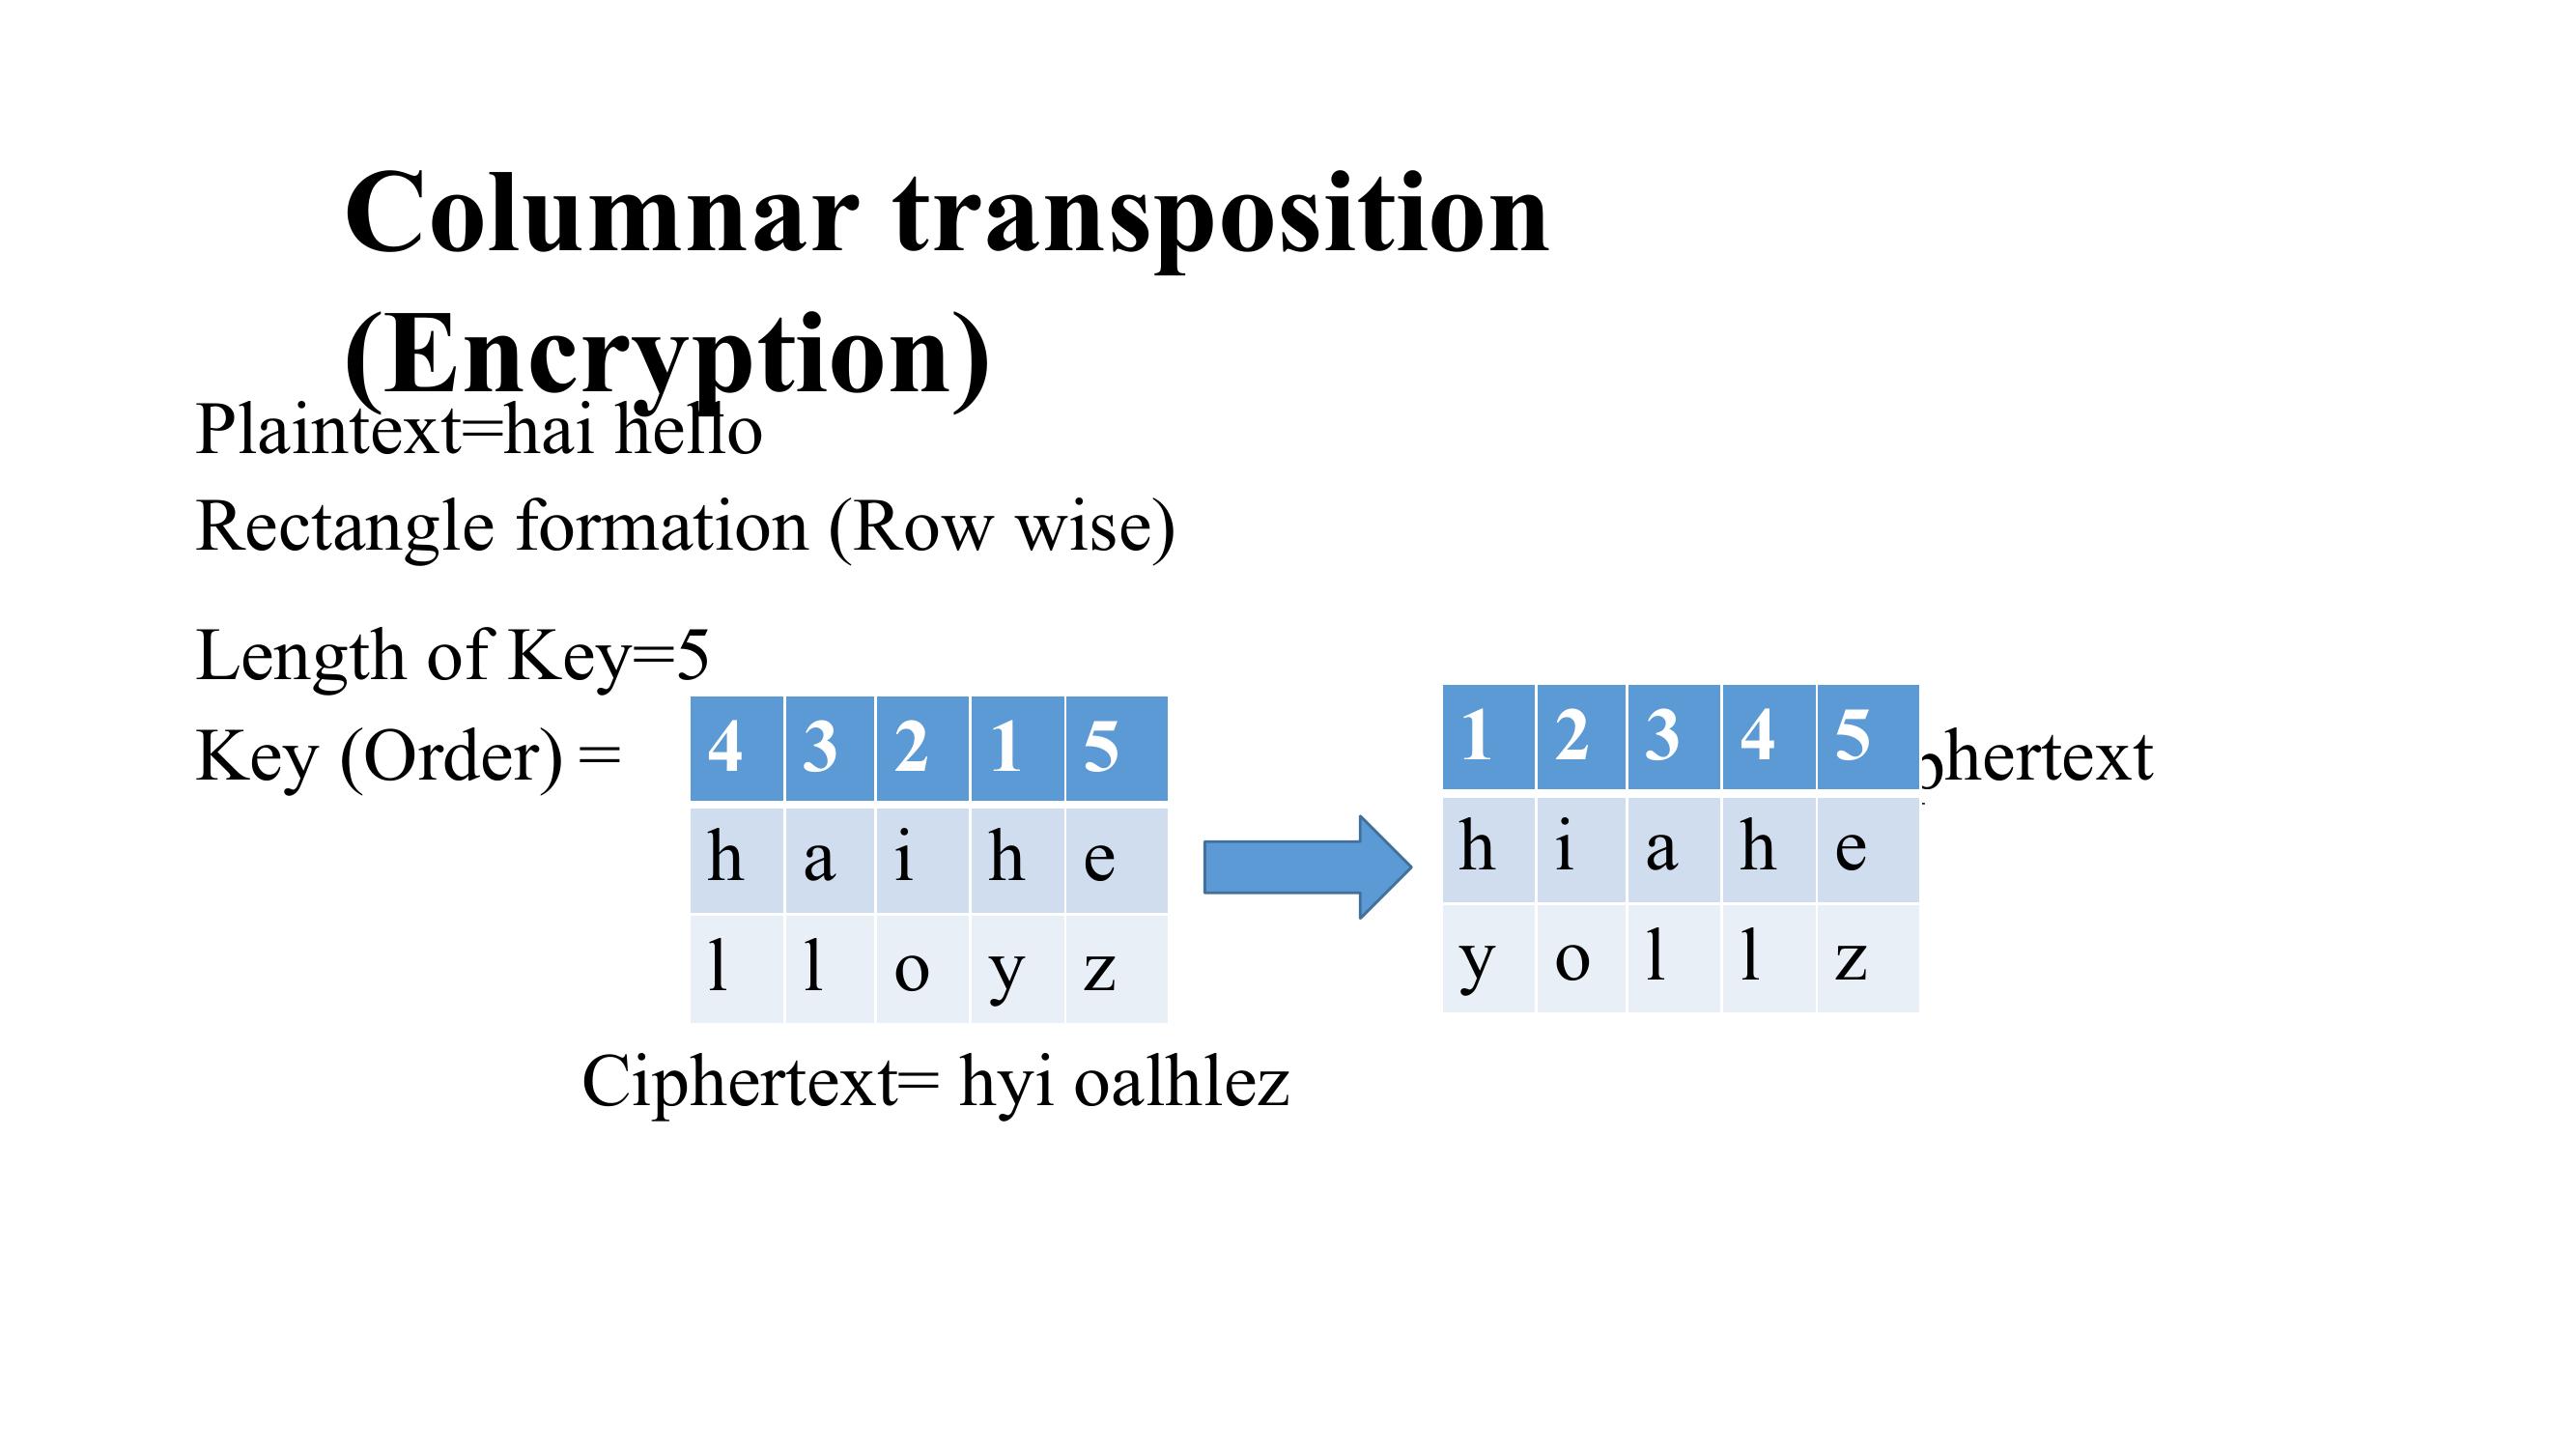 Columnar transposition
(Encryption)
Plaintext=hai hello
Rectangle formation (Row wise)
Length of Key=5
Key (Order) =
4 3 2 1 5
h a i h e
l l o y z
1 2 3 4 5
h i a h e
y o l l z
phertext
Ciphertext= hyi oalhlez